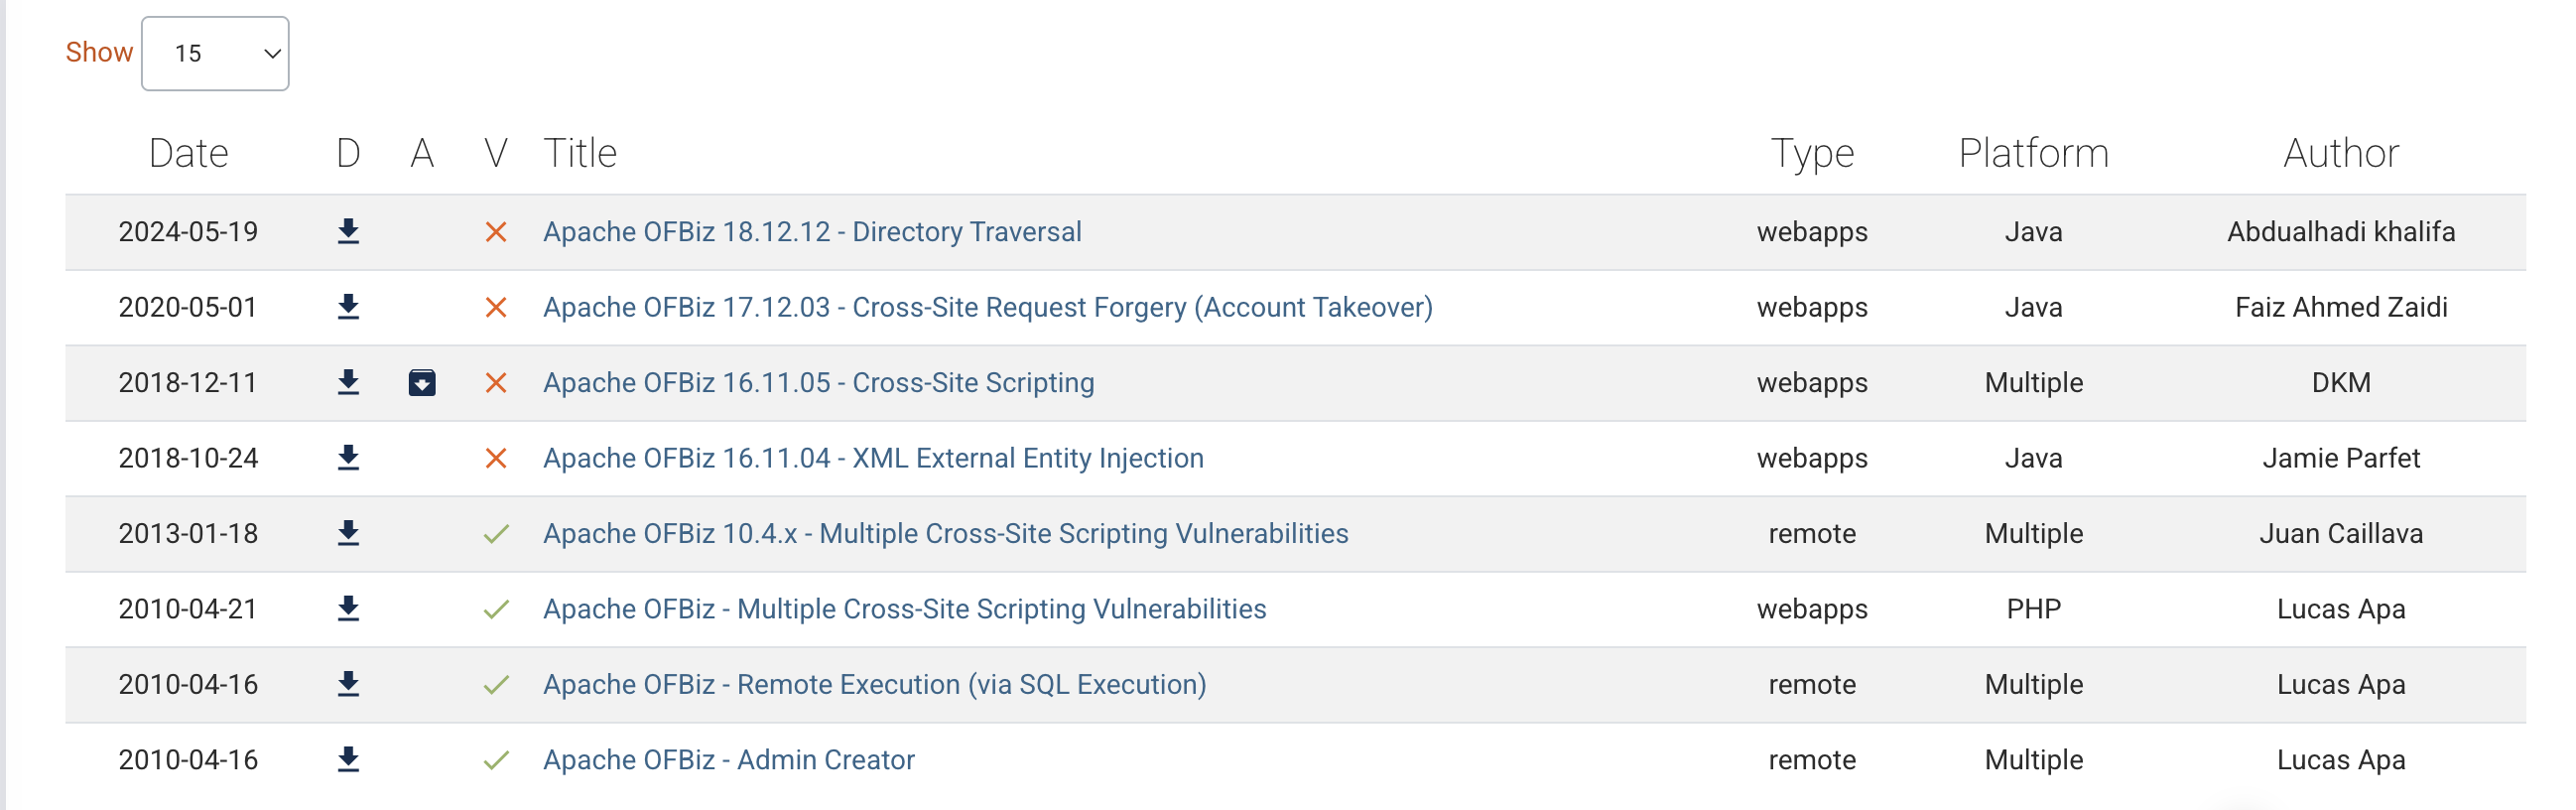 Show 15
Date D A V Title Type Platform Author
2024-05-19 Apache OFBiz 18.12.12 - Directory Traversal webapps Java Abdualhadi khalifa
2020-05-01 Apache OFBiz 17.12.03 - Cross-Site Request Forgery (Account Takeover) webapps Java Faiz Ahmed Zaidi
2018-12-11 Apache OFBiz 16.11.05 - Cross-Site Scripting webapps Multiple DKM
2018-10-24 Apache OFBiz 16.11.04 - XML External Entity Injection webapps Java Jamie Parfet
2013-01-18 Apache OFBiz 10.4.x - Multiple Cross-Site Scripting Vulnerabilities remote Multiple Juan Caillava
2010-04-21 Apache OFBiz - Multiple Cross-Site Scripting Vulnerabilities webapps PHP Lucas Apa
2010-04-16 Apache OFBiz - Remote Execution (via SQL Execution) remote Multiple Lucas Apa
2010-04-16 Apache OFBiz - Admin Creator remote Multiple Lucas Apa